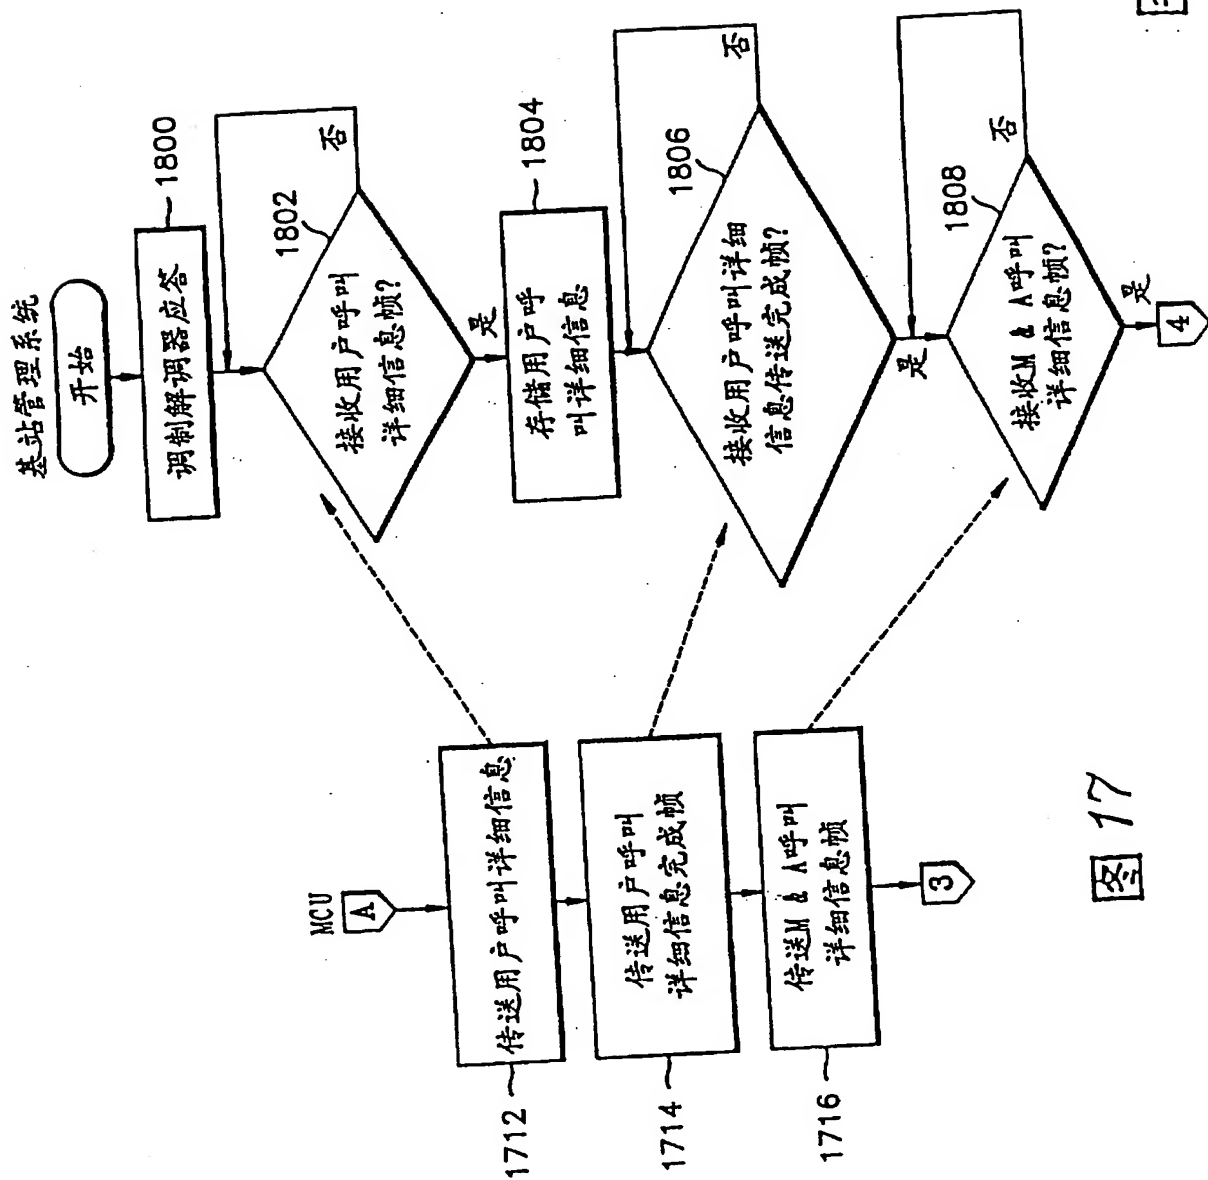 MCU
A
1712
传送用户呼叫详细信息
1714
传送用户呼叫
详细信息完成帧
1716
传送M & A呼叫
详细信息帧
3
图 17
基站管理系统
开始
1800
调制解调器应答
1802
接收用户呼叫
详细信息帧?
否
是
1804
存储用户呼
叫详细信息
1806
接收用户呼叫详细
信息传送完成帧?
否
是
1808
接收M & A呼叫
详细信息帧?
否
是
4